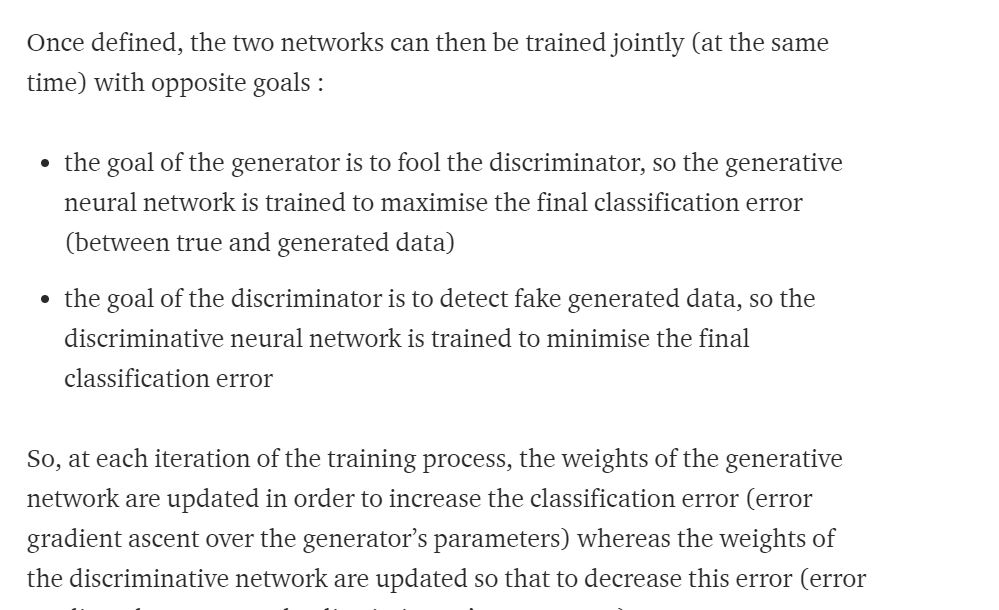 Once defined, the two networks can then be trained jointly (at the same
time) with opposite goals :
• the goal of the generator is to fool the discriminator, so the generative
neural network is trained to maximise the final classification error
(between true and generated data)
• the goal of the discriminator is to detect fake generated data, so the
discriminative neural network is trained to minimise the final
classification error
So, at each iteration of the training process, the weights of the generative
network are updated in order to increase the classification error (error
gradient ascent over the generator’s parameters) whereas the weights of
the discriminative network are updated so that to decrease this error (error